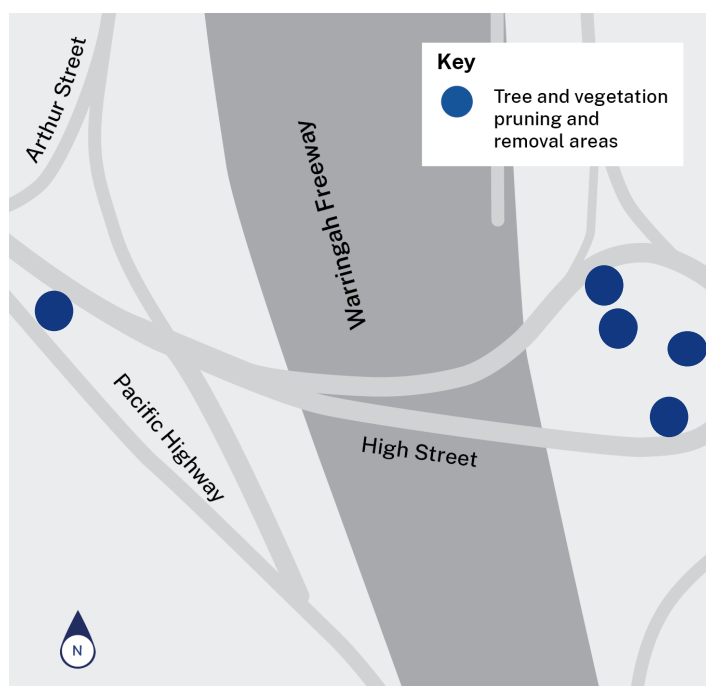 Key
Tree and vegetation
pruning and
removal areas
Arthur Street
Warringah Freeway
Pacific Highway
High Street
N